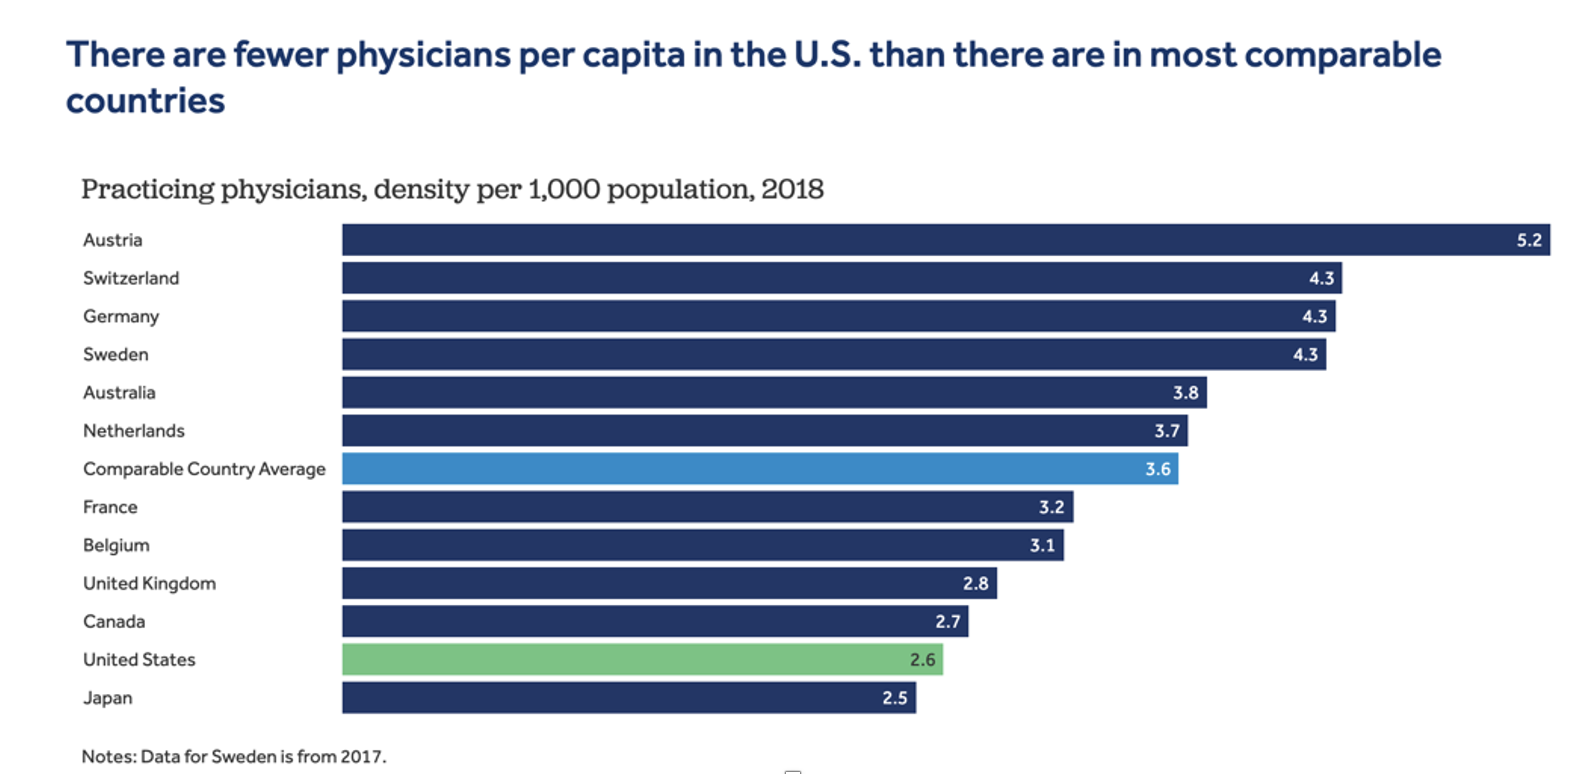 There are fewer physicians per capita in the U.S. than there are in most comparable
countries
Practicing physicians, density per 1,000 population, 2018
Austria 5.2
Switzerland 4.3
Germany 4.3
Sweden 4.3
Australia 3.8
Netherlands 3.7
Comparable Country Average 3.6
France 3.2
Belgium 3.1
United Kingdom 2.8
Canada 2.7
United States 2.6
Japan 2.5
Notes: Data for Sweden is from 2017.